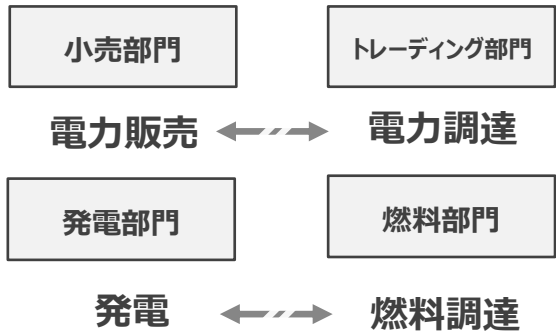 小売部門
トレーディング部門
電力販売
電力調達
発電部門
燃料部門
発電
燃料調達